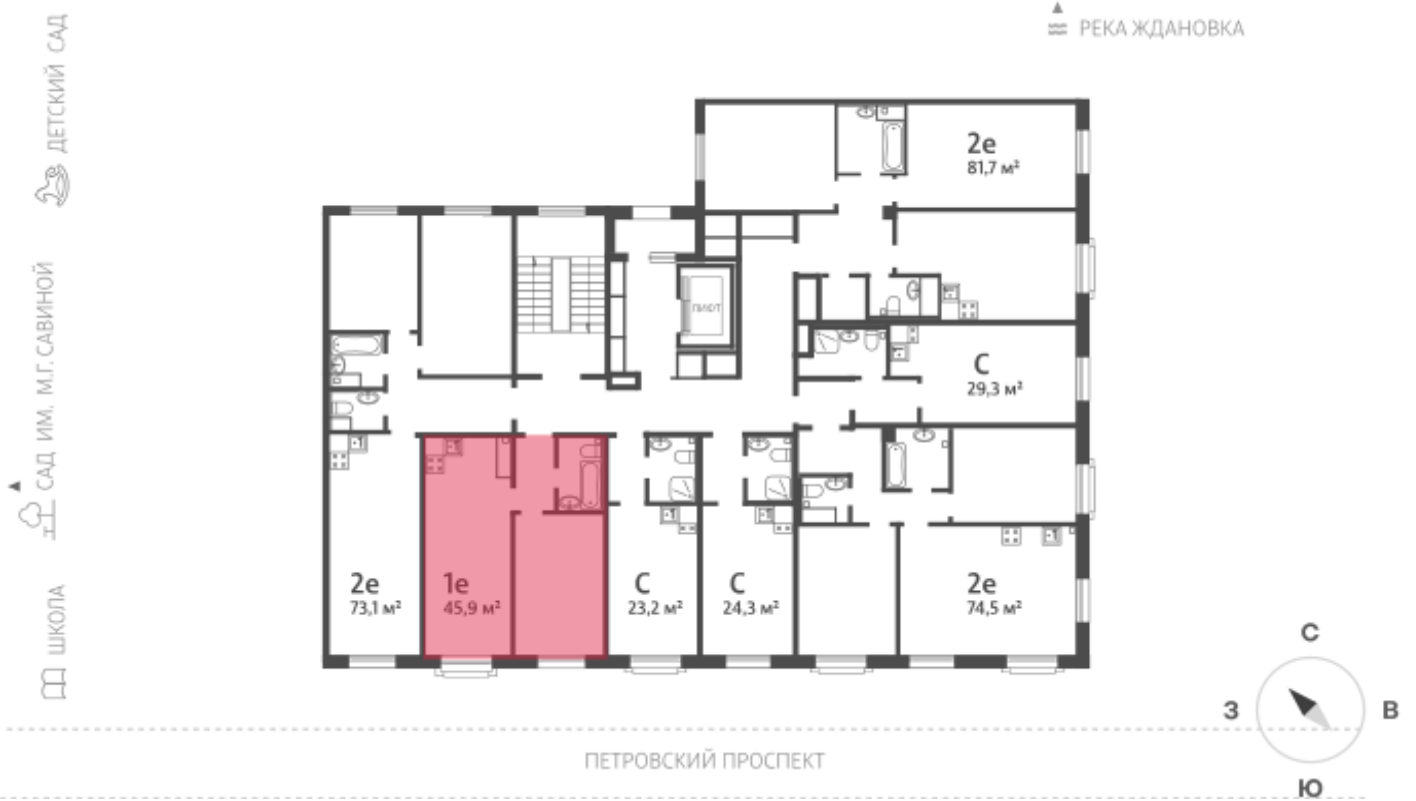 РЕКА ЖДАНОВКА
ДЕТСКИЙ САД
САД ИМ. М.Г. САВИНОЙ
ШКОЛА
2е
81,7 м²
ЛИФТ
С
29,3 м²
2е
73,1 м²
1е
45,9 м²
С
23,2 м²
С
24,3 м²
2е
74,5 м²
С
З
В
Ю
ПЕТРОВСКИЙ ПРОСПЕКТ